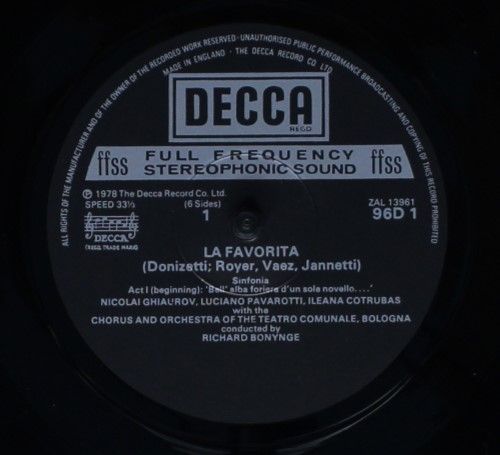 ALL RIGHTS OF THE MANUFACTURER AND OF THE OWNER OF THE RECORDED WORK RESERVED · UNAUTHORISED PUBLIC PERFORMANCE BROADCASTING AND COPYING OF THIS RECORD PROHIBITED
MADE IN ENGLAND · THE DECCA RECORD CO LTD
DECCA
REGD
ffss FULL FREQUENCY STEREOPHONIC SOUND ffss
℗ 1978 The Decca Record Co. Ltd.
SPEED 33⅓ (6 Sides) ZAL 13961
1 96D 1
DECCA
(REGD. TRADE MARK)
LA FAVORITA
(Donizetti; Royer, Vaez, Jannetti)
Sinfonia
Act I (beginning): 'Bell' alba foriera d'un sole novello....'
NICOLAI GHIAUROV, LUCIANO PAVAROTTI, ILEANA COTRUBAS
with the
CHORUS AND ORCHESTRA OF THE TEATRO COMUNALE, BOLOGNA
conducted by
RICHARD BONYNGE